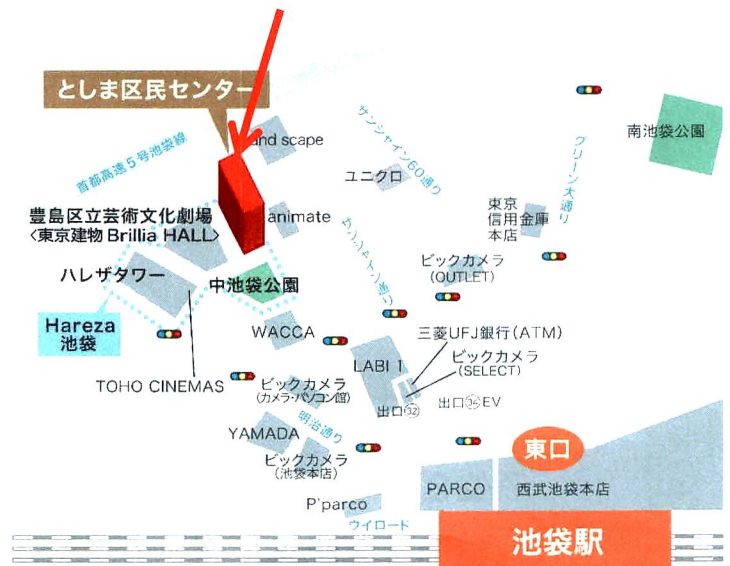 としま区民センター
and scape
サンシャイン60通り
南池袋公園
首都高速5号池袋線
ユニクロ
グリーン大通り
東京
信用金庫
本店
豊島区立芸術文化劇場
〈東京建物 Brillia HALL〉
animate
サンシャイン通り
ビックカメラ
(OUTLET)
ハレザタワー
中池袋公園
Hareza
池袋
WACCA
三菱UFJ銀行(ATM)
ビックカメラ
(SELECT)
LABI 1
TOHO CINEMAS
ビックカメラ
(カメラ・パソコン館)
出口32
出口34 EV
明治通り
YAMADA
ビックカメラ
(池袋本店)
東口
P'parco
PARCO
西武池袋本店
ウイロード
池袋駅